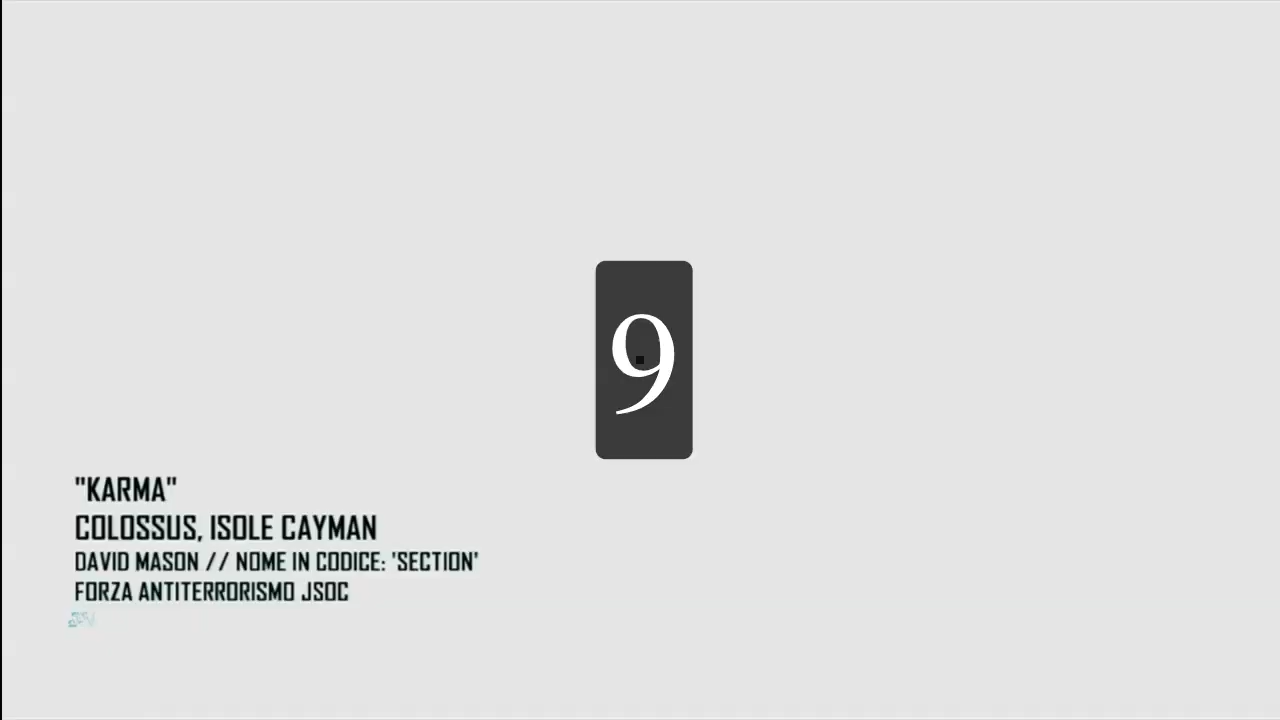 9
"KARMA"
COLOSSUS, ISOLE CAYMAN
DAVID MASON // NOME IN CODICE: 'SECTION'
FORZA ANTITERRORISMO JSOC